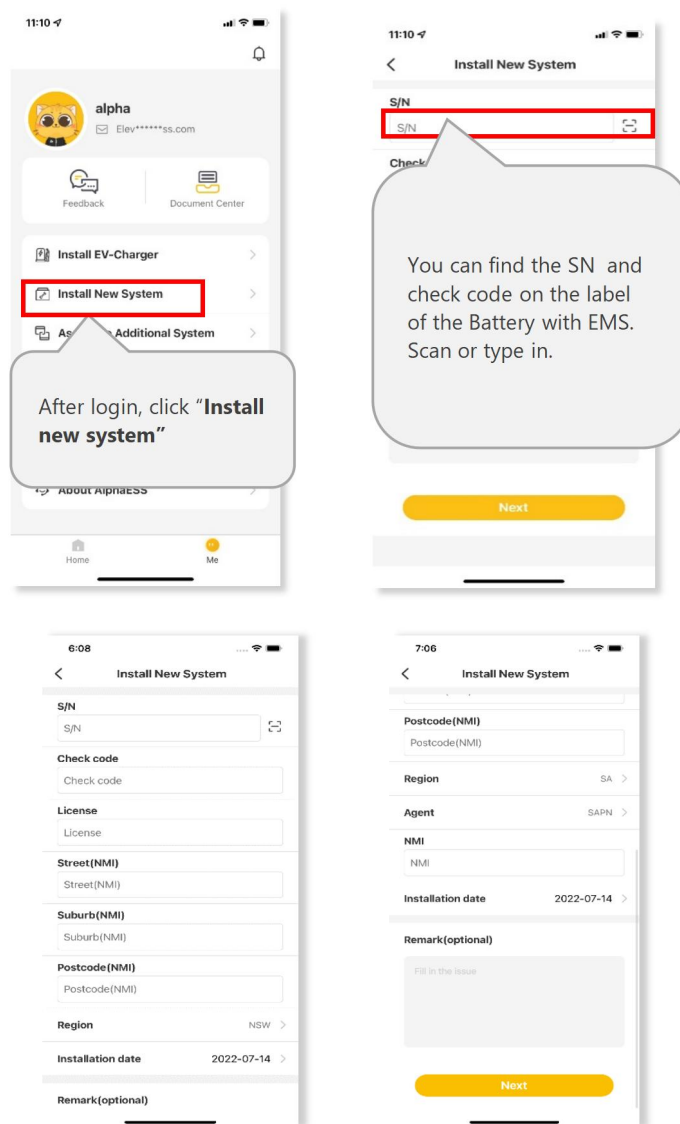 11:10
alpha
Elev******ss.com
Feedback
Document Center
Install EV-Charger
Install New System
Additional System
After login, click “Install
new system”
About AlphaESS
Home
Me
11:10
Install New System
S/N
S/N
Check
You can find the SN and
check code on the label
of the Battery with EMS.
Scan or type in.
Next
6:08
Install New System
S/N
S/N
Check code
Check code
License
License
Street(NMI)
Street(NMI)
Suburb(NMI)
Suburb(NMI)
Postcode(NMI)
Postcode(NMI)
Region NSW
Installation date 2022-07-14
Remark(optional)
7:06
Install New System
Postcode(NMI)
Postcode(NMI)
Region SA
Agent SAPN
NMI
NMI
Installation date 2022-07-14
Remark(optional)
Fill in the issue
Next